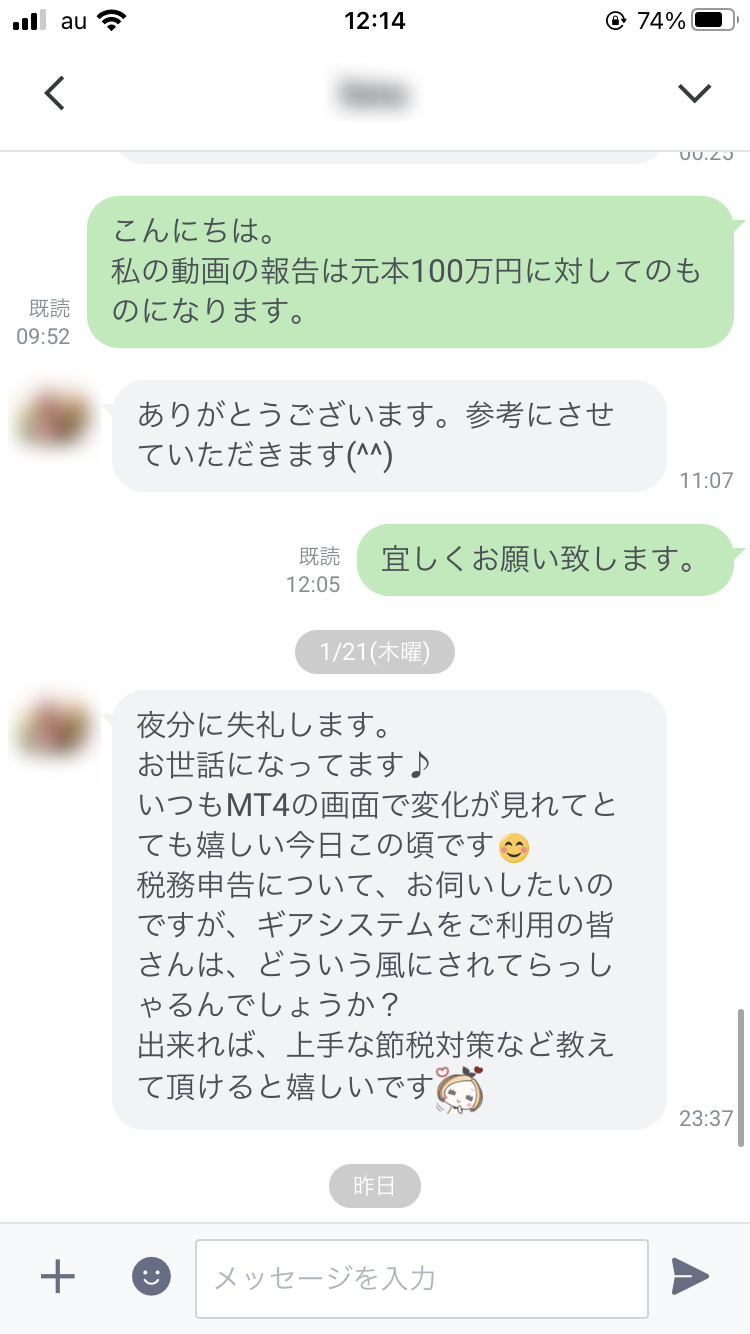 au
12:14
74%
こんにちは。
私の動画の報告は元本100万円に対してのも
のになります。
既読
09:52
ありがとうございます。参考にさせ
ていただきます(^^)
11:07
宜しくお願い致します。
既読
12:05
1/21(木曜)
夜分に失礼します。
お世話になってます♪
いつもMT4の画面で変化が見れてと
ても嬉しい今日この頃です😊
税務申告について、お伺いしたいの
ですが、ギアシステムをご利用の皆
さんは、どういう風にされてらっし
ゃるんでしょうか？
出来れば、上手な節税対策など教え
て頂けると嬉しいです
23:37
昨日
メッセージを入力